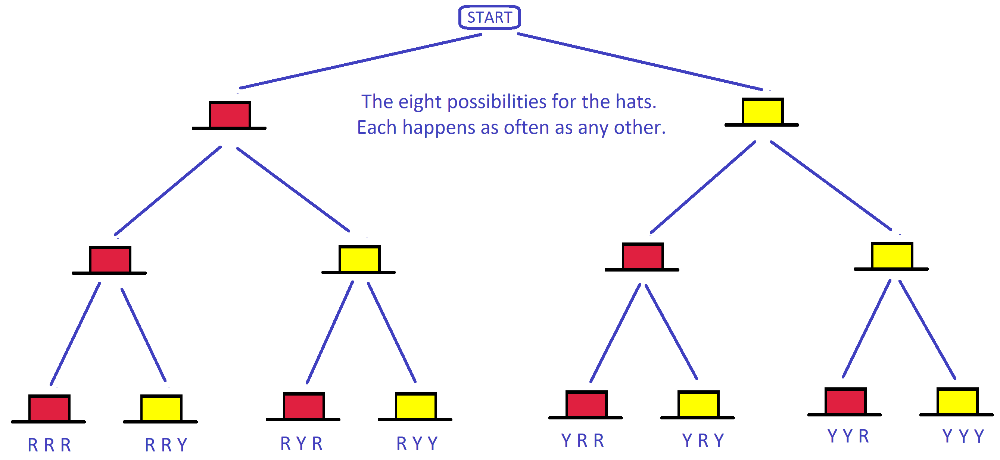 START
The eight possibilities for the hats.
Each happens as often as any other.
R R R
R R Y
R Y R
R Y Y
Y R R
Y R Y
Y Y R
Y Y Y